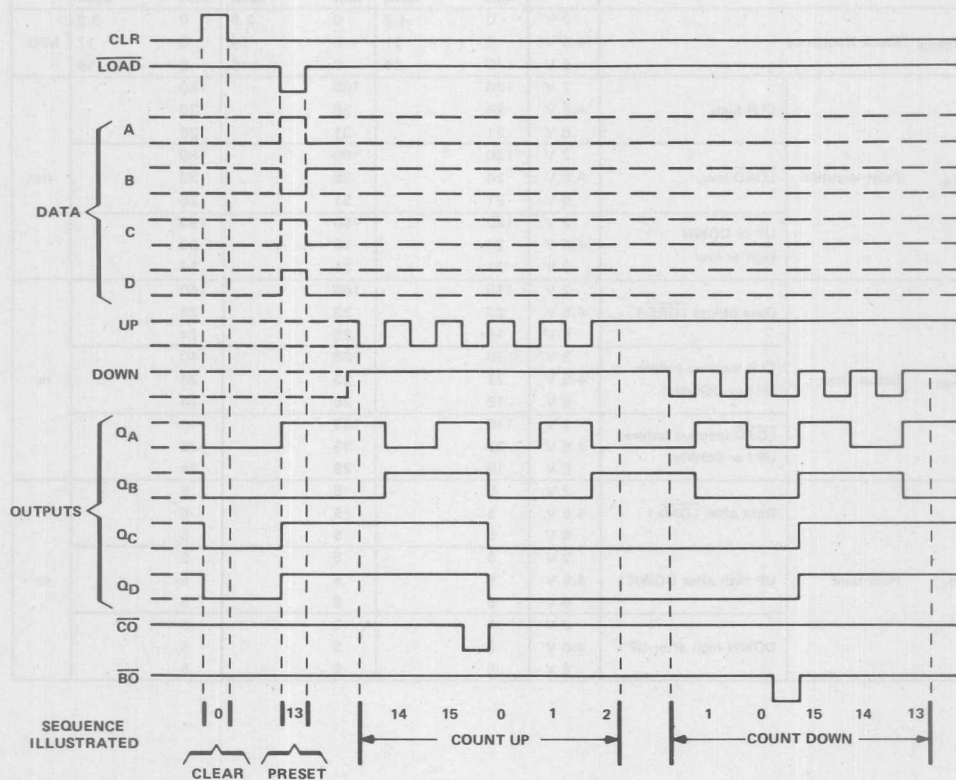 CLR
LOAD
A
B
DATA
C
D
UP
DOWN
QA
QB
OUTPUTS
QC
QD
CO
BO
SEQUENCE
ILLUSTRATED
0 13 14 15 0 1 2 1 0 15 14 13
COUNT UP COUNT DOWN
CLEAR PRESET